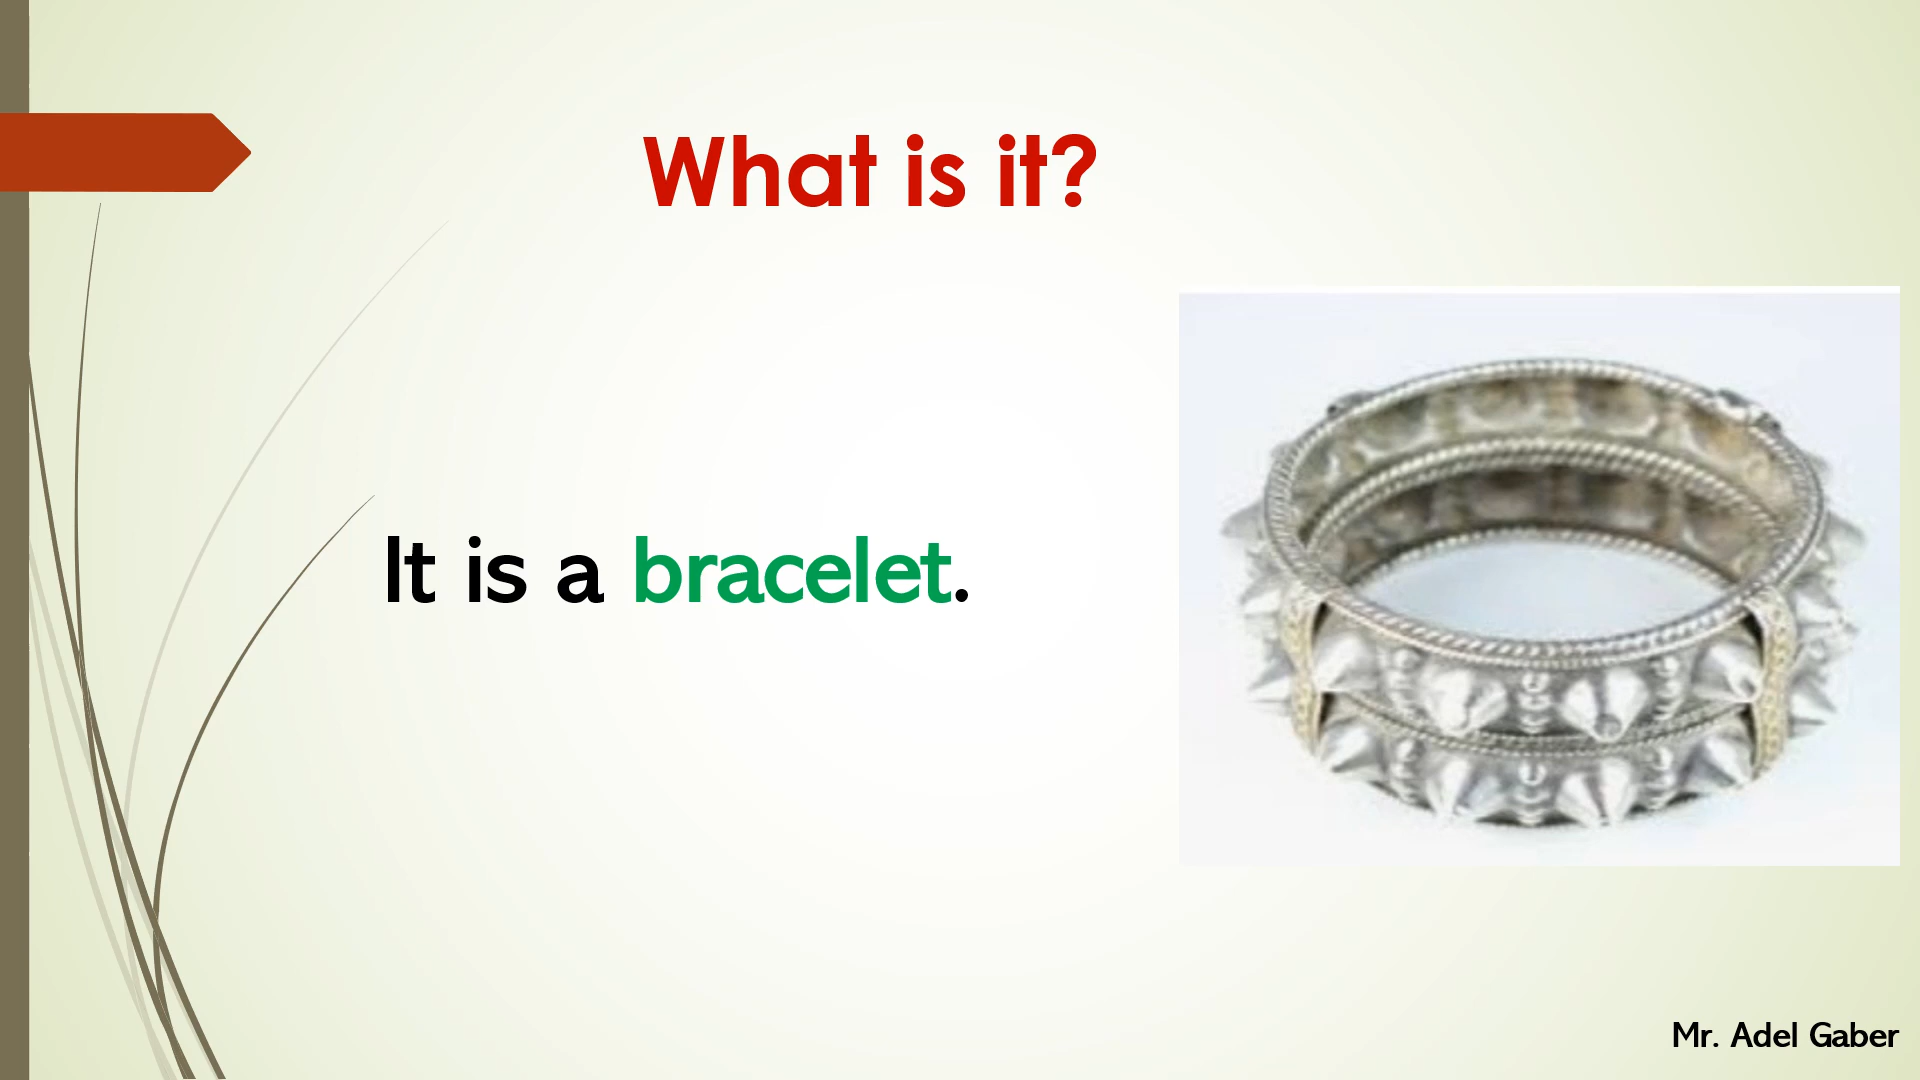 What is it?
It is a bracelet.
Mr. Adel Gaber